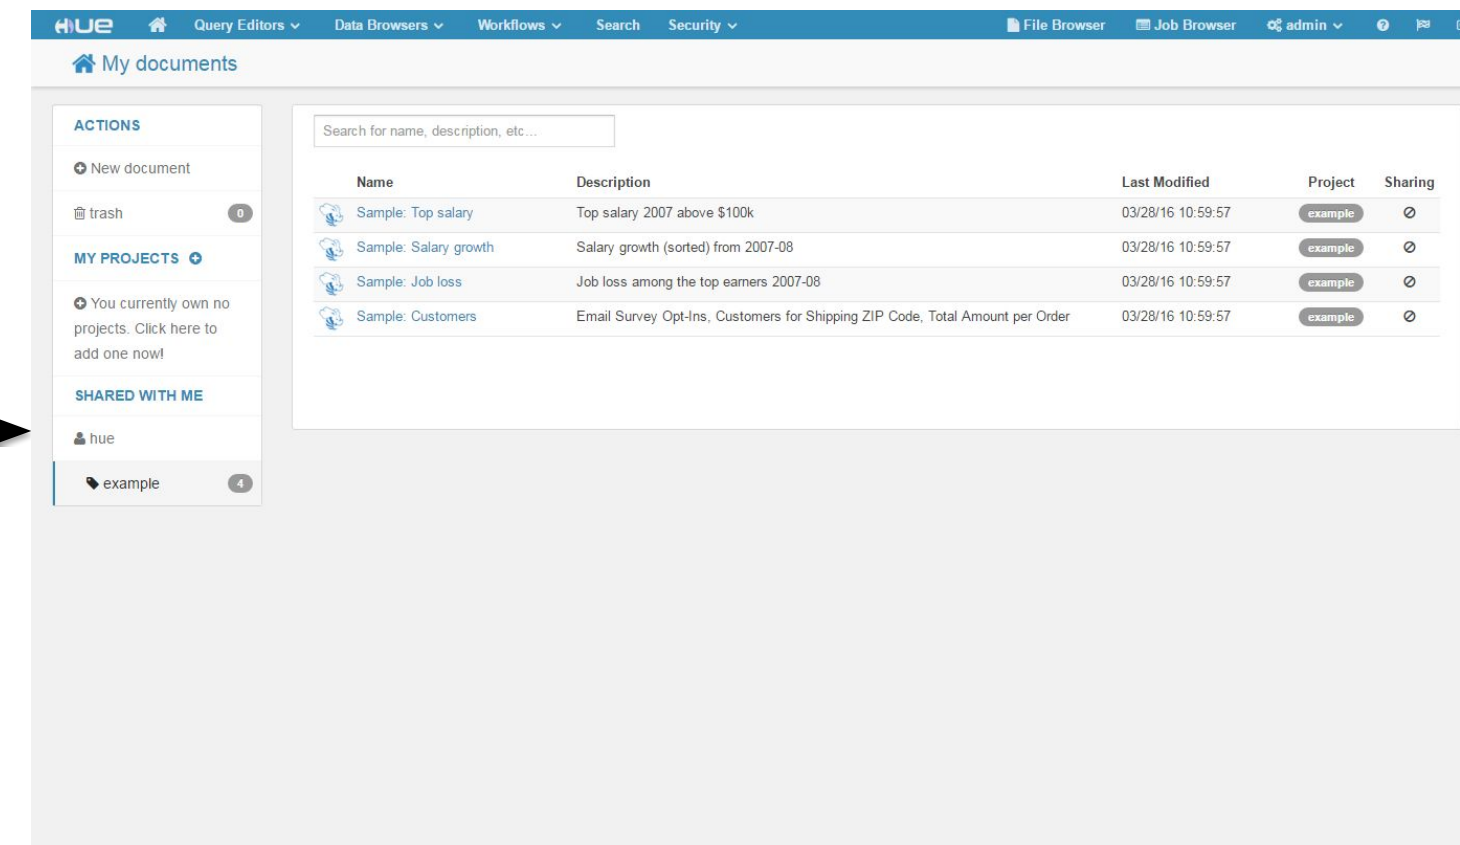 HUE Query Editors Data Browsers Workflows Search Security File Browser Job Browser admin
My documents
ACTIONS
New document
trash 0
MY PROJECTS
You currently own no
projects. Click here to
add one now!
SHARED WITH ME
hue
example 4
Search for name, description, etc...
Name Description Last Modified Project Sharing
Sample: Top salary Top salary 2007 above $100k 03/28/16 10:59:57 example
Sample: Salary growth Salary growth (sorted) from 2007-08 03/28/16 10:59:57 example
Sample: Job loss Job loss among the top earners 2007-08 03/28/16 10:59:57 example
Sample: Customers Email Survey Opt-Ins, Customers for Shipping ZIP Code, Total Amount per Order 03/28/16 10:59:57 example